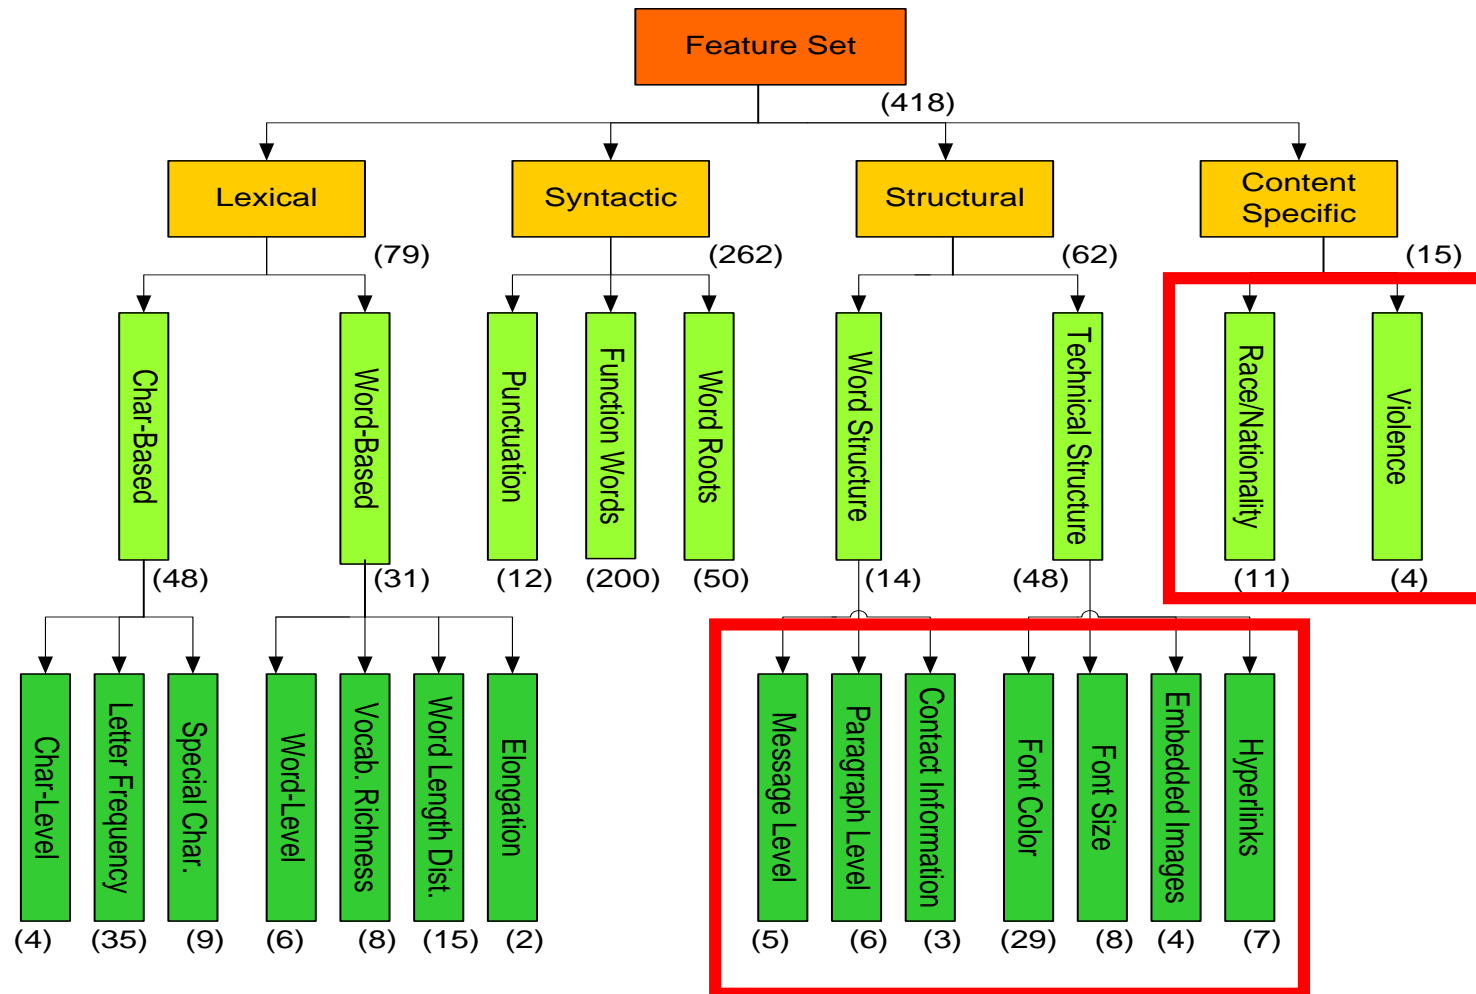 Feature Set
(418)
Lexical
Syntactic
Structural
Content
Specific
(79)
(262)
(62)
(15)
Char-Based
Word-Based
Punctuation
Function Words
Word Roots
Word Structure
Technical Structure
Race/Nationality
Violence
(48)
(31)
(12)
(200)
(50)
(14)
(48)
(11)
(4)
Char-Level
Letter Frequency
Special Char.
Word-Level
Vocab. Richness
Word Length Dist.
Elongation
Message Level
Paragraph Level
Contact Information
Font Color
Font Size
Embedded Images
Hyperlinks
(4)
(35)
(9)
(6)
(8)
(15)
(2)
(5)
(6)
(3)
(29)
(8)
(4)
(7)